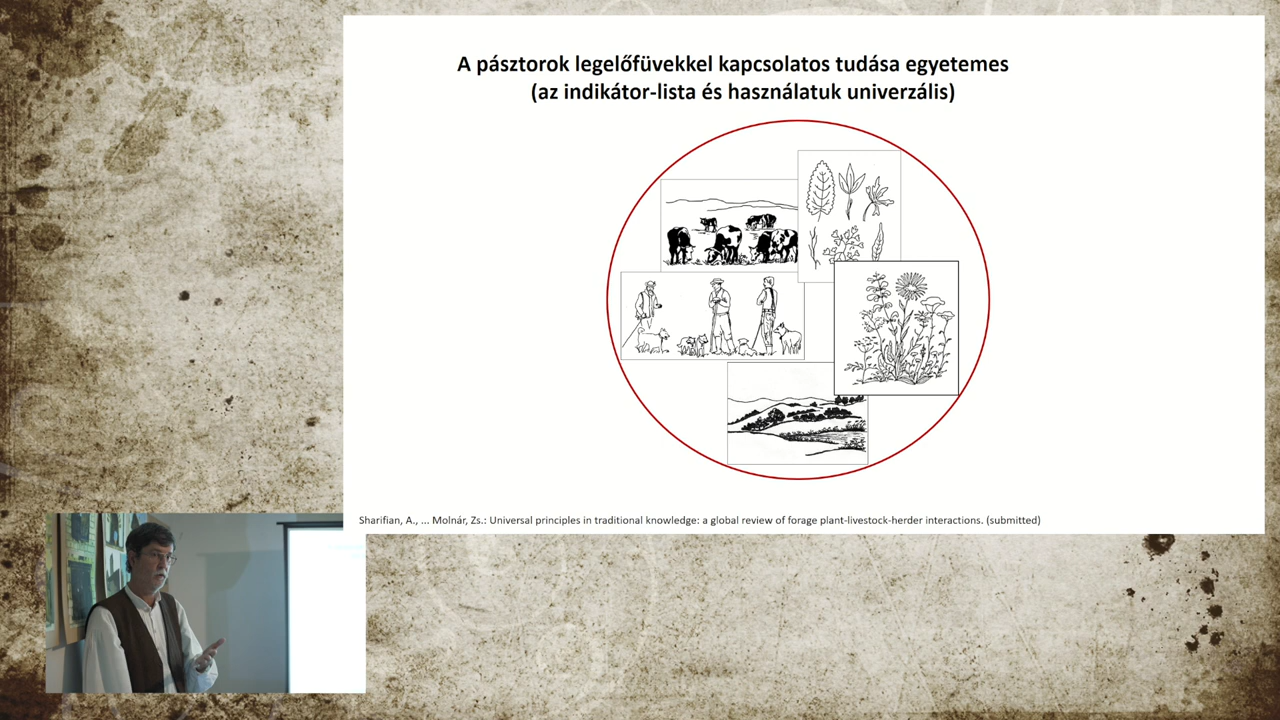 A pásztorok legelőfüvekkel kapcsolatos tudása egyetemes
(az indikátor-lista és használatuk univerzális)
Sharifian, A., ... Molnár, Zs.: Universal principles in traditional knowledge: a global review of forage plant-livestock-herder interactions. (submitted)